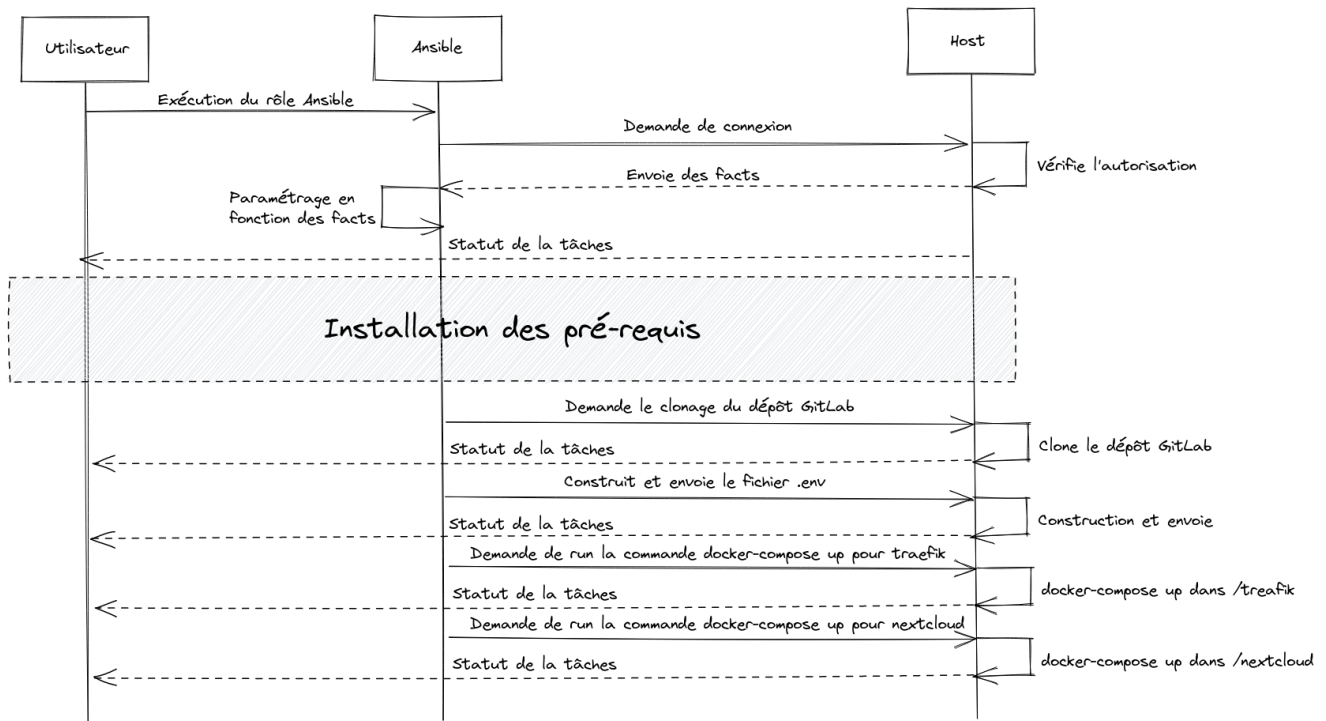 Utilisateur
Ansible
Host
Exécution du rôle Ansible
Demande de connexion
Vérifie l'autorisation
Envoie des facts
Paramétrage en
fonction des facts
Statut de la tâches
Installation des pré-requis
Demande le clonage du dépôt GitLab
Clone le dépôt GitLab
Statut de la tâches
Construit et envoie le fichier .env
Construction et envoie
Statut de la tâches
Demande de run la commande docker-compose up pour traefik
docker-compose up dans /treafik
Statut de la tâches
Demande de run la commande docker-compose up pour nextcloud
docker-compose up dans /nextcloud
Statut de la tâches